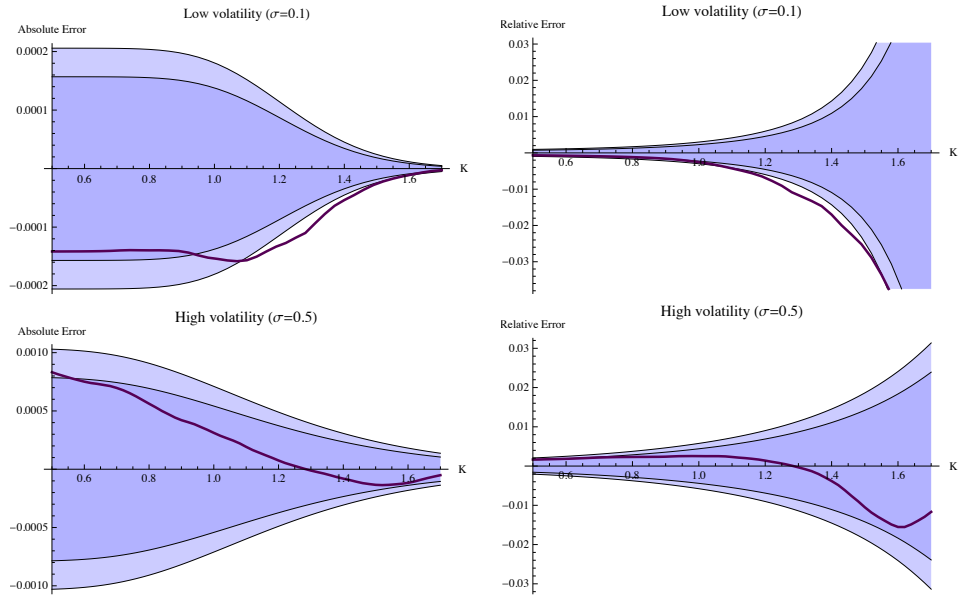 Low volatility (σ=0.1)
Absolute Error
0.0002
0.0001
−0.0001
−0.0002
0.6 0.8 1.0 1.2 1.4 1.6 K
Low volatility (σ=0.1)
Relative Error
0.03
0.02
0.01
−0.01
−0.02
−0.03
0.6 0.8 1.0 1.2 1.4 1.6 K
High volatility (σ=0.5)
Absolute Error
0.0010
0.0005
−0.0005
−0.0010
0.6 0.8 1.0 1.2 1.4 1.6 K
High volatility (σ=0.5)
Relative Error
0.03
0.02
0.01
−0.01
−0.02
−0.03
0.6 0.8 1.0 1.2 1.4 1.6 K